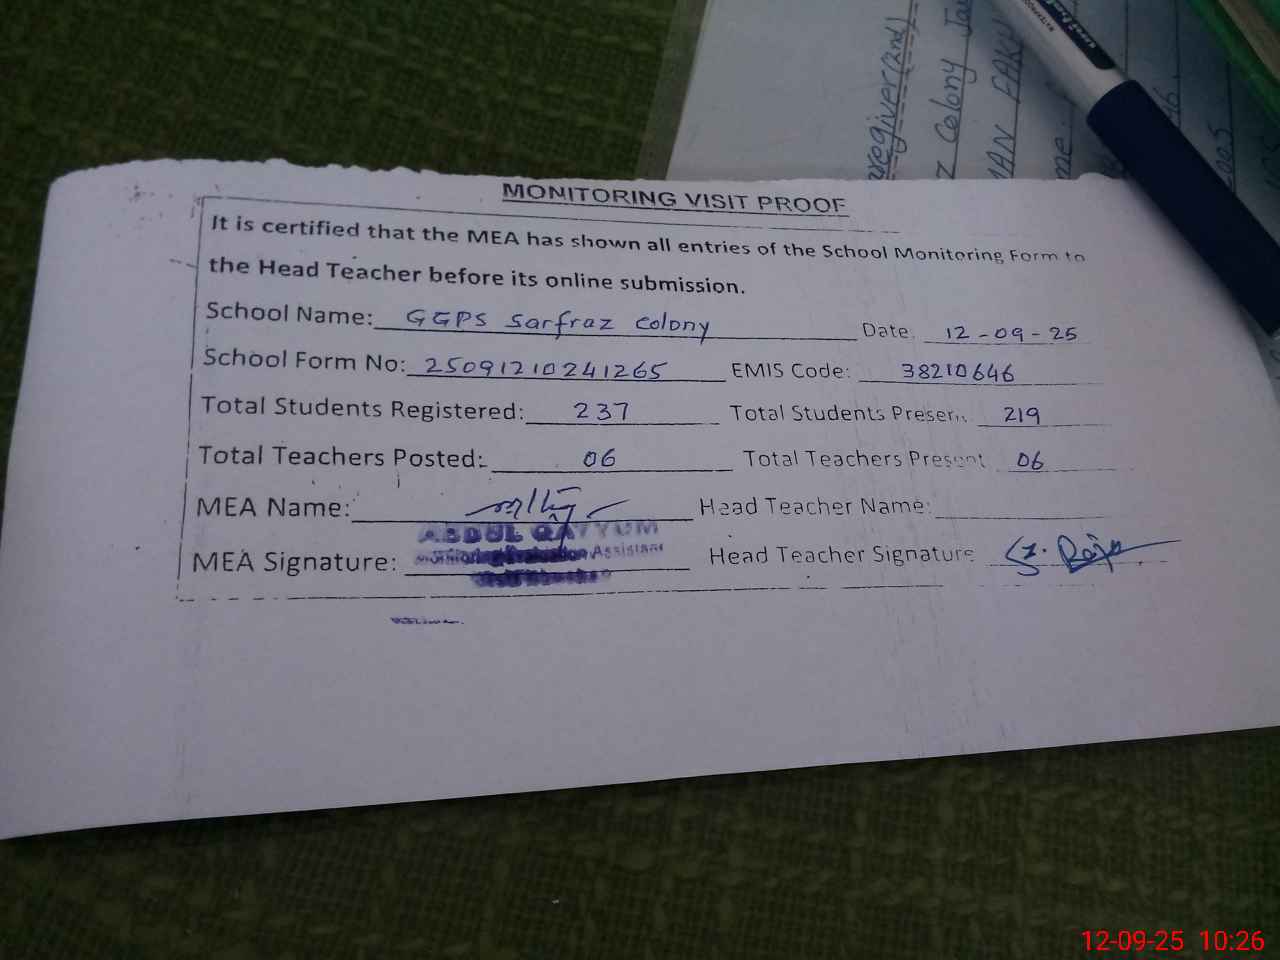 aregiver (2nd)
z Colony
MONITORING VISIT PROOF
It is certified that the MEA has shown all entries of the School Monitoring Form to
the Head Teacher before its online submission.
School Name: GGPS Sarfraz Colony Date: 12-09-25
School Form No: 25091210241265 EMIS Code: 38210646
Total Students Registered: 237 Total Students Present 219
Total Teachers Posted: 06 Total Teachers Present 06
MEA Name: Head Teacher Name:
ABDUL QAYYUM
Monitoring Evaluation Assistant
MEA Signature: Head Teacher Signature
12-09-25 10:26